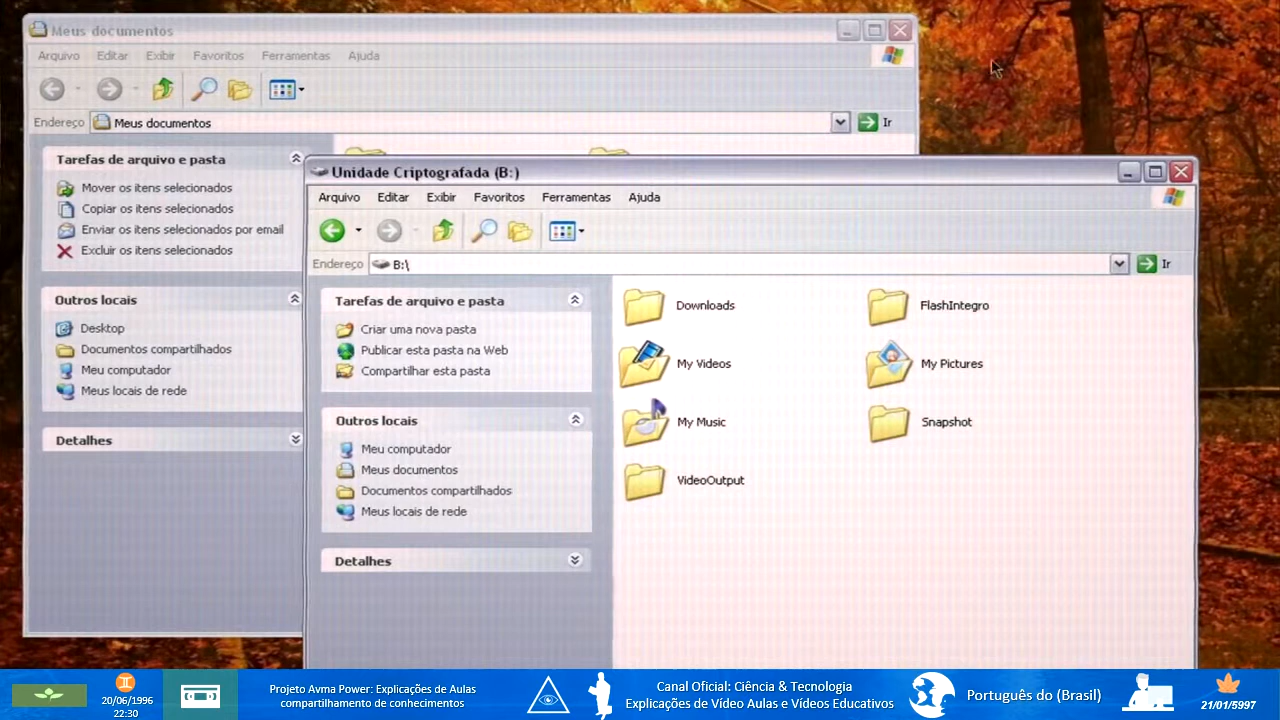 Meus documentos
Arquivo Editar Exibir Favoritos Ferramentas Ajuda
Endereço Meus documentos Ir
Tarefas de arquivo e pasta
Mover os itens selecionados
Copiar os itens selecionados
Enviar os itens selecionados por email
Excluir os itens selecionados
Outros locais
Desktop
Documentos compartilhados
Meu computador
Meus locais de rede
Detalhes
Unidade Criptografada (B:)
Arquivo Editar Exibir Favoritos Ferramentas Ajuda
Endereço B:\ Ir
Tarefas de arquivo e pasta
Criar uma nova pasta
Publicar esta pasta na Web
Compartilhar esta pasta
Outros locais
Meu computador
Meus documentos
Documentos compartilhados
Meus locais de rede
Detalhes
Downloads FlashIntegro
My Videos My Pictures
My Music Snapshot
VideoOutput
20/06/1996
22:30
Projeto Avma Power: Explicações de Aulas
compartilhamento de conhecimentos
Canal Oficial: Ciência & Tecnologia
Explicações de Vídeo Aulas e Vídeos Educativos
Português do (Brasil)
21/01/5997